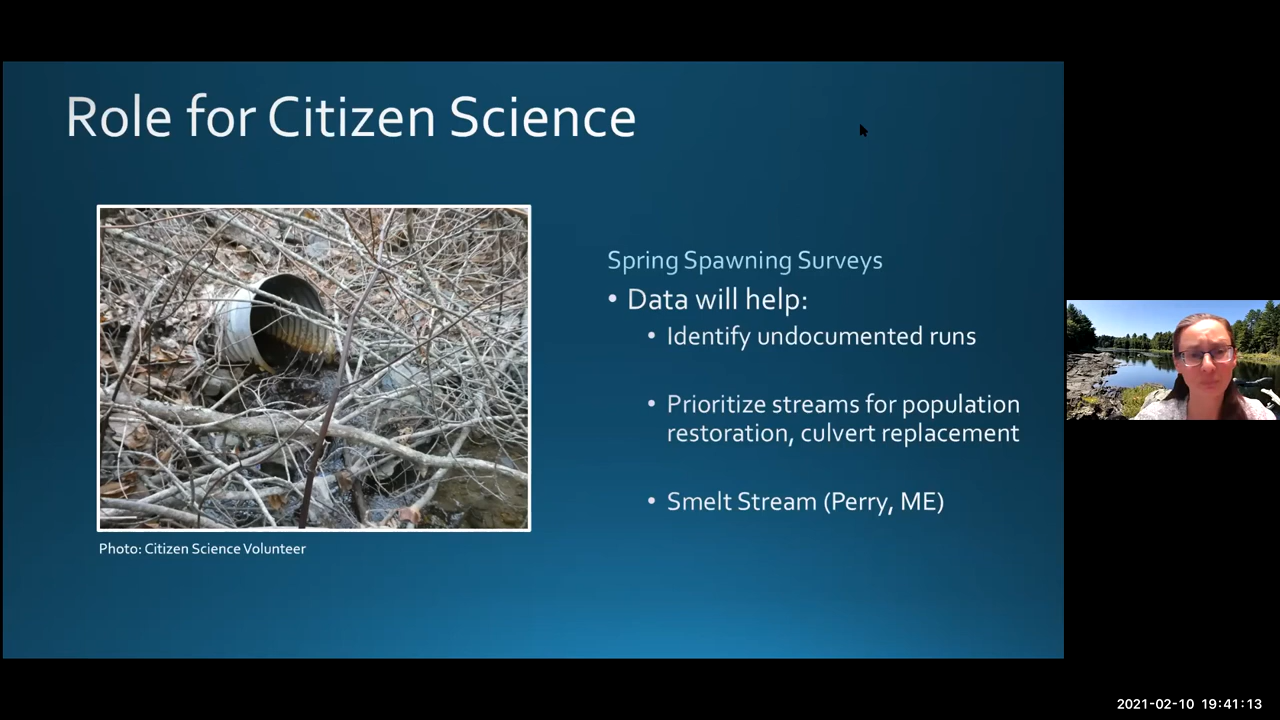 Role for Citizen Science
Spring Spawning Surveys
• Data will help:
• Identify undocumented runs
• Prioritize streams for population
restoration, culvert replacement
• Smelt Stream (Perry, ME)
Photo: Citizen Science Volunteer
2021-02-10 19:41:13